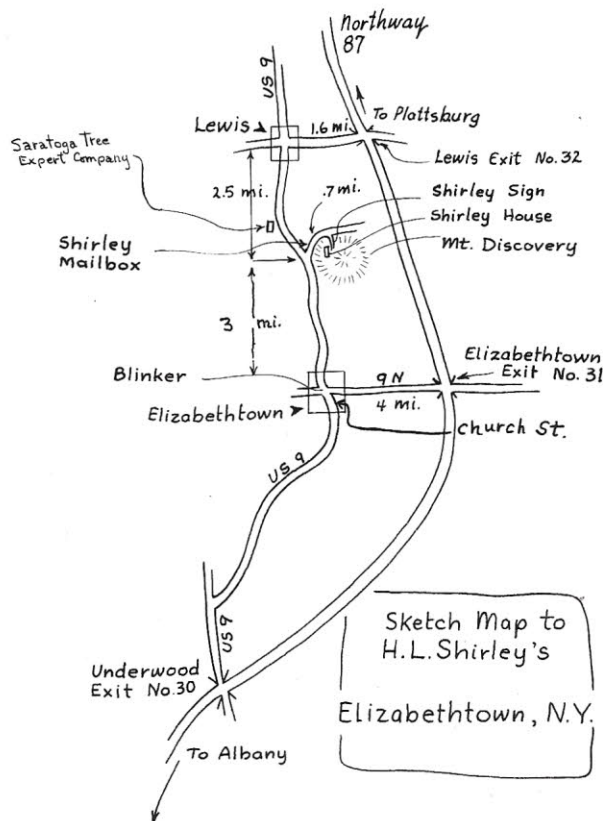 Northway
87
US 9
To Plattsburg
Lewis
1.6 mi.
Saratoga Tree
Expert Company
Lewis Exit No. 32
2.5 mi.
.7 mi.
Shirley Sign
Shirley House
Shirley
Mailbox
Mt. Discovery
3 mi.
Elizabethtown
Exit No. 31
Blinker
9N
4 mi.
Elizabethtown
Church St.
US 9
US 9
Underwood
Exit No. 30
To Albany
Sketch Map to
H.L. Shirley's
Elizabethtown, N.Y.